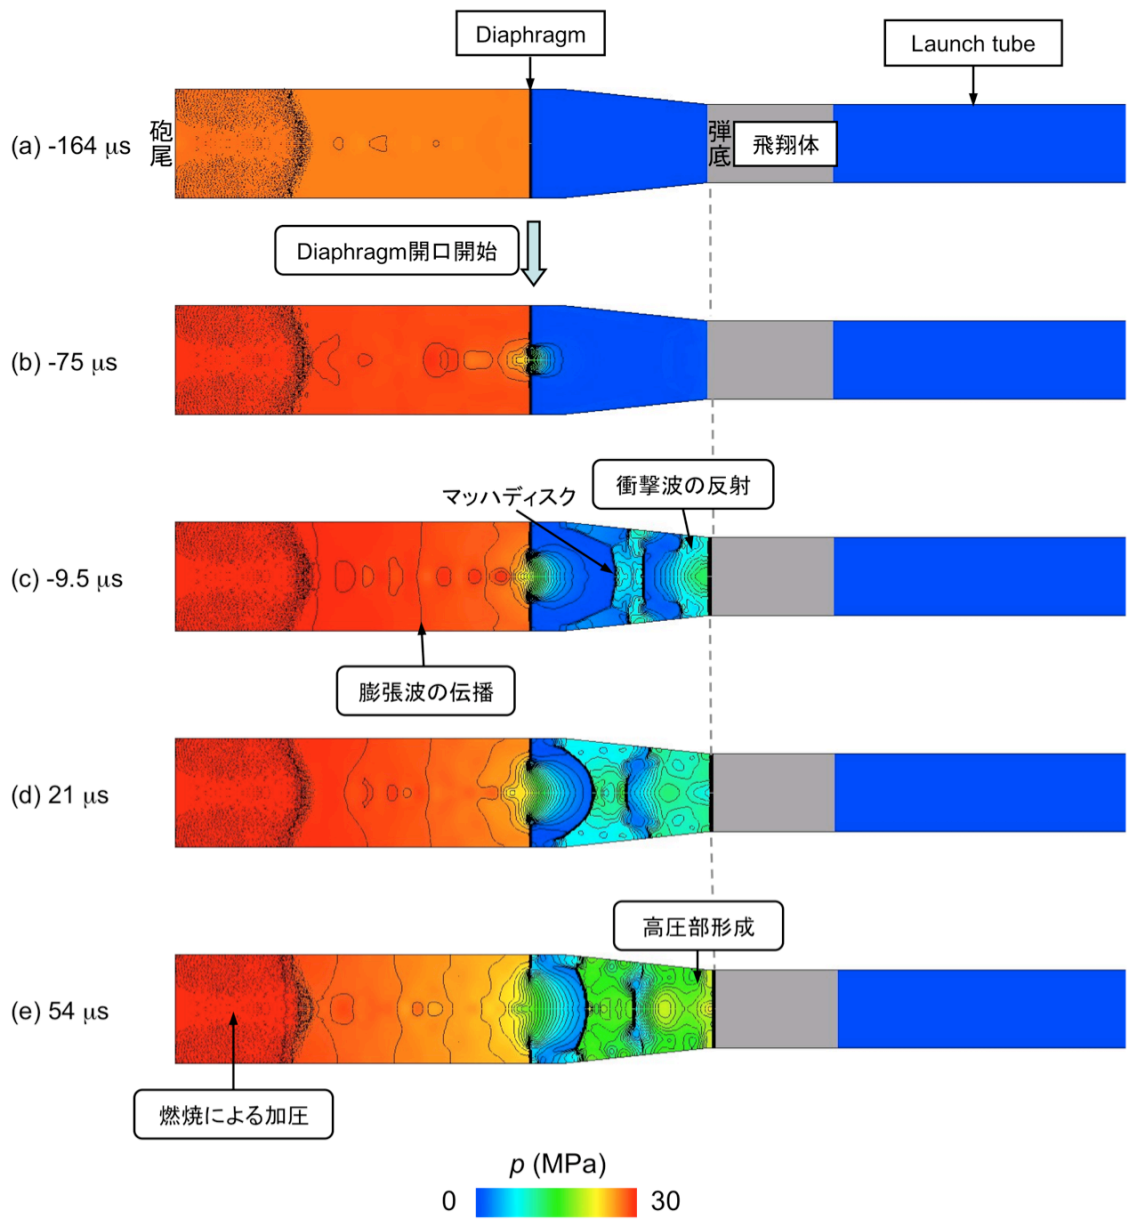 Diaphragm
Launch tube
(a) -164 μs
砲尾
弾底
飛翔体
Diaphragm開口開始
(b) -75 μs
衝撃波の反射
マッハディスク
(c) -9.5 μs
膨張波の伝播
(d) 21 μs
高圧部形成
(e) 54 μs
燃焼による加圧
p (MPa)
0 30